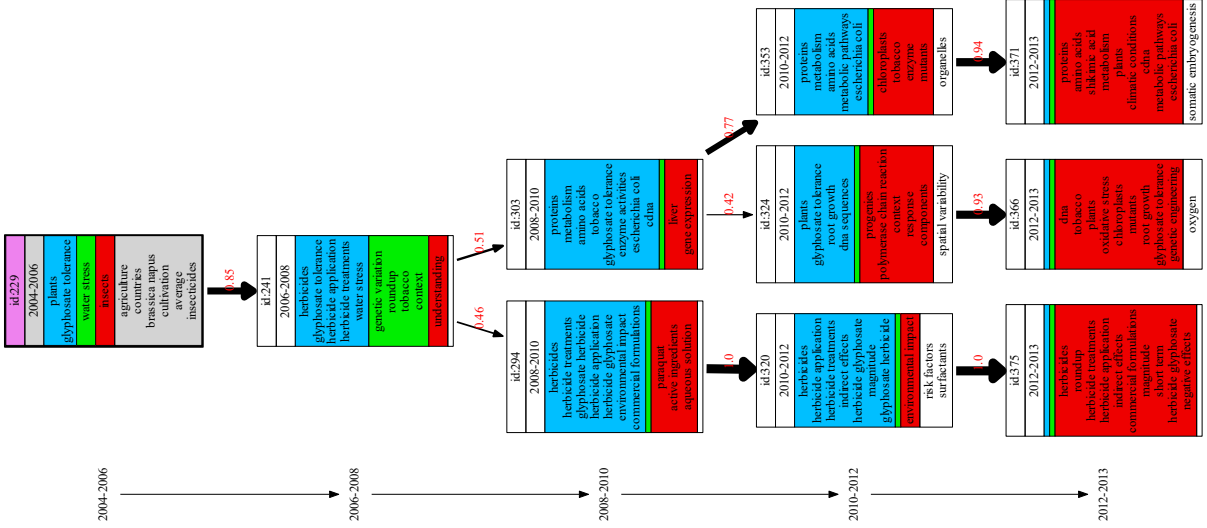 2004-2006
id:229
2004-2006
plants
glyphosate tolerance
water stress
insects
agriculture
countries
brassica napus
cultivation
average
insecticides
0.85
2006-2008
id:241
2006-2008
herbicides
glyphosate tolerance
herbicide application
herbicide treatments
water stress
genetic variation
roundup
tobacco
context
understanding
0.46
0.51
2008-2010
id:294
2008-2010
herbicides
herbicide treatments
glyphosate herbicide
herbicide application
herbicide glyphosate
environmental impact
commercial formulations
paraquat
active ingredients
aqueous solution
id:303
2008-2010
proteins
metabolism
amino acids
tobacco
glyphosate tolerance
enzyme activities
escherichia coli
cdna
liver
gene expression
1.0
0.42
0.77
2010-2012
id:320
2010-2012
herbicides
herbicide application
herbicide treatments
indirect effects
herbicide glyphosate
magnitude
glyphosate herbicide
environmental impact
risk factors
surfactants
id:324
2010-2012
plants
glyphosate tolerance
root growth
dna sequences
progenies
polymerase chain reaction
context
response
components
spatial variability
id:353
2010-2012
proteins
metabolism
amino acids
metabolic pathways
escherichia coli
chloroplasts
tobacco
enzyme
mutants
organelles
1.0
0.93
0.94
2012-2013
id:375
2012-2013
herbicides
roundup
herbicide treatments
herbicide application
indirect effects
commercial formulations
magnitude
short term
herbicide glyphosate
negative effects
id:366
2012-2013
dna
tobacco
plants
oxidative stress
chloroplasts
mutants
root growth
glyphosate tolerance
genetic engineering
oxygen
id:371
2012-2013
proteins
amino acids
shikimic acid
metabolism
plants
climatic conditions
cdna
metabolic pathways
escherichia coli
somatic embryogenesis